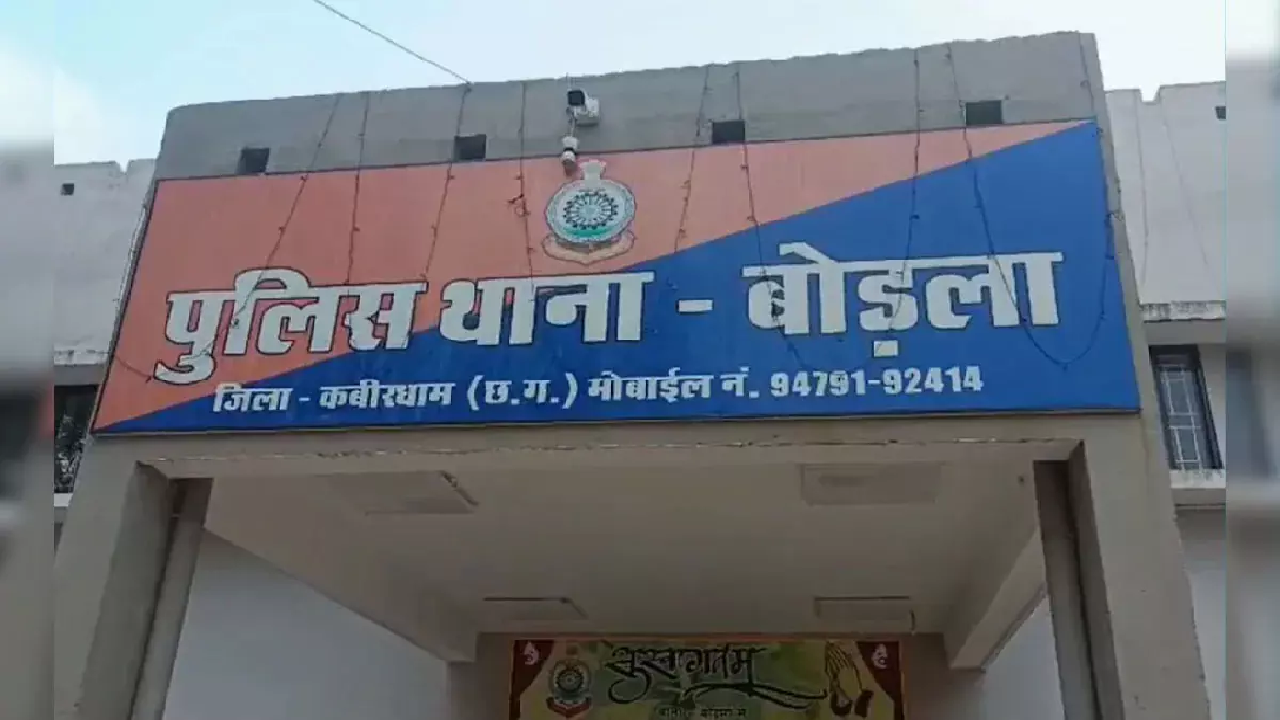 पुलिस थाना - बोड़ला
जिला - कबीरधाम (छ.ग.) मोबाईल नं. 94791-92414
सुस्वागतम